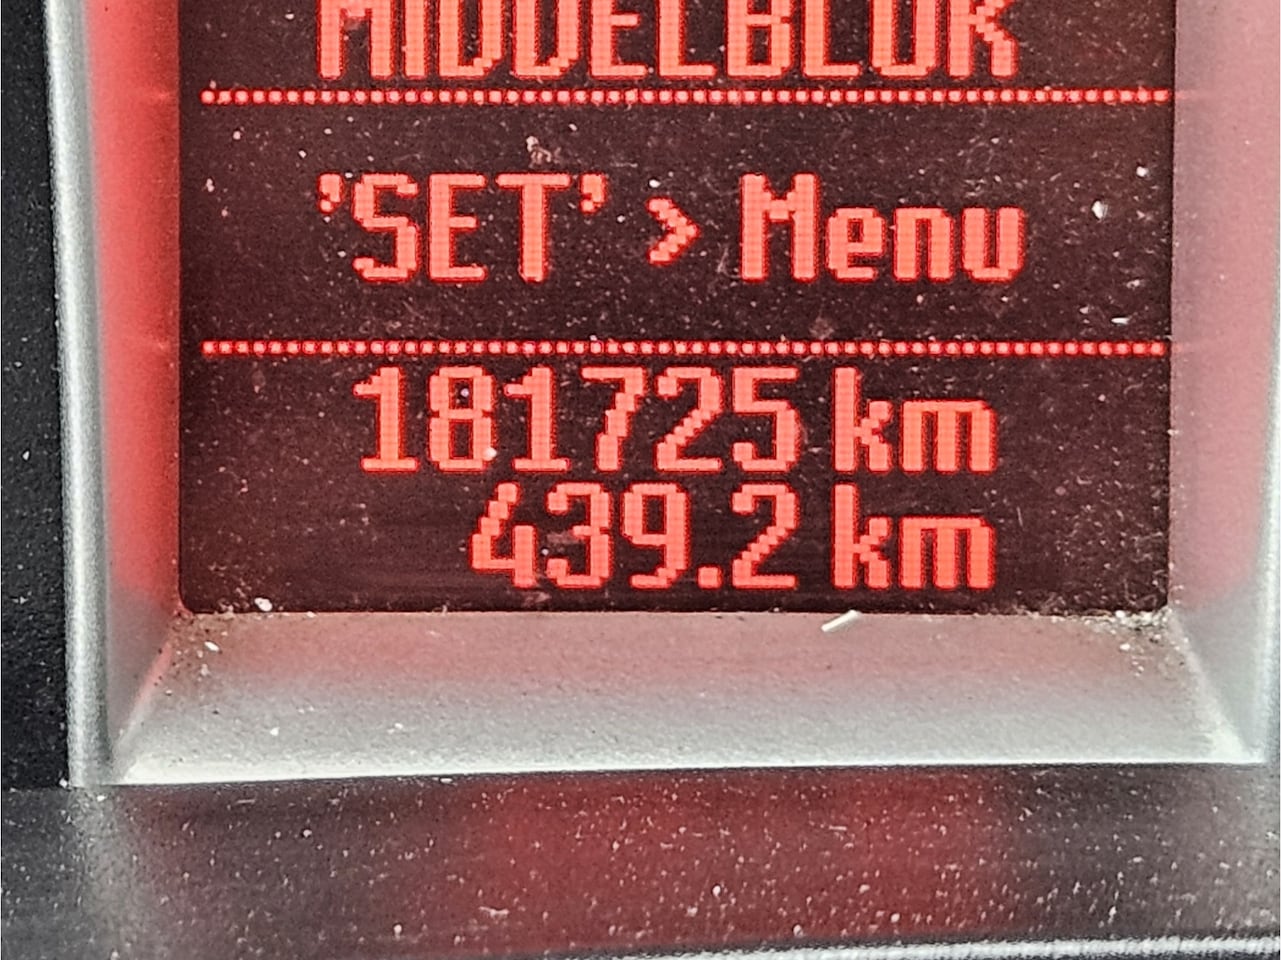 MIDDELBLOK
'SET' > Menu
181725 km
439.2 km